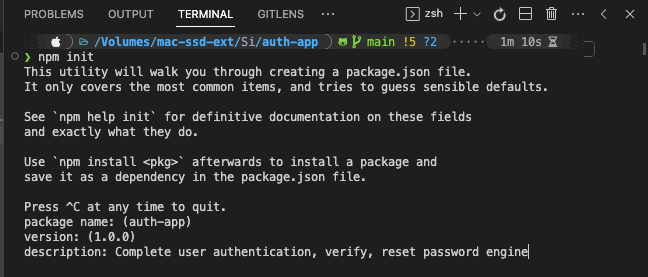 PROBLEMS OUTPUT TERMINAL GITLENS ··· zsh
/Volumes/mac-ssd-ext/Si/auth-app main !5 ?2 ····· 1m 10s
❯ npm init
This utility will walk you through creating a package.json file.
It only covers the most common items, and tries to guess sensible defaults.
See `npm help init` for definitive documentation on these fields
and exactly what they do.
Use `npm install <pkg>` afterwards to install a package and
save it as a dependency in the package.json file.
Press ^C at any time to quit.
package name: (auth-app)
version: (1.0.0)
description: Complete user authentication, verify, reset password engine